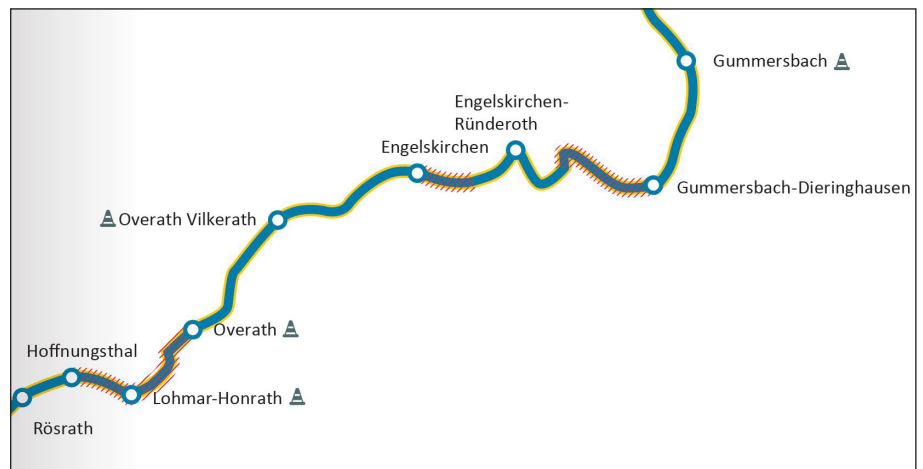 Gummersbach
Engelskirchen-
Ründeroth
Engelskirchen
Gummersbach-Dieringhausen
Overath Vilkerath
Overath
Hoffnungsthal
Lohmar-Honrath
Rösrath